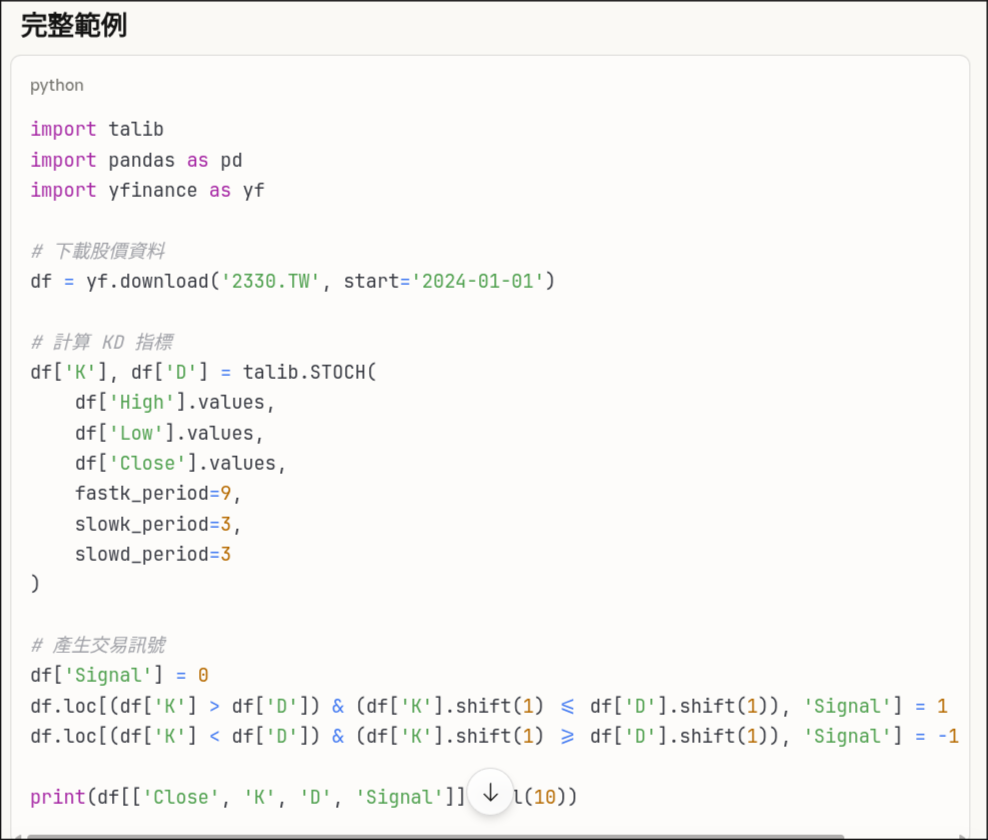 完整範例
python
import talib
import pandas as pd
import yfinance as yf
# 下載股價資料
df = yf.download('2330.TW', start='2024-01-01')
# 計算 KD 指標
df['K'], df['D'] = talib.STOCH(
    df['High'].values,
    df['Low'].values,
    df['Close'].values,
    fastk_period=9,
    slowk_period=3,
    slowd_period=3
)
# 產生交易訊號
df['Signal'] = 0
df.loc[(df['K'] > df['D']) & (df['K'].shift(1) <= df['D'].shift(1)), 'Signal'] = 1
df.loc[(df['K'] < df['D']) & (df['K'].shift(1) >= df['D'].shift(1)), 'Signal'] = -1
print(df[['Close', 'K', 'D', 'Signal']] l(10))